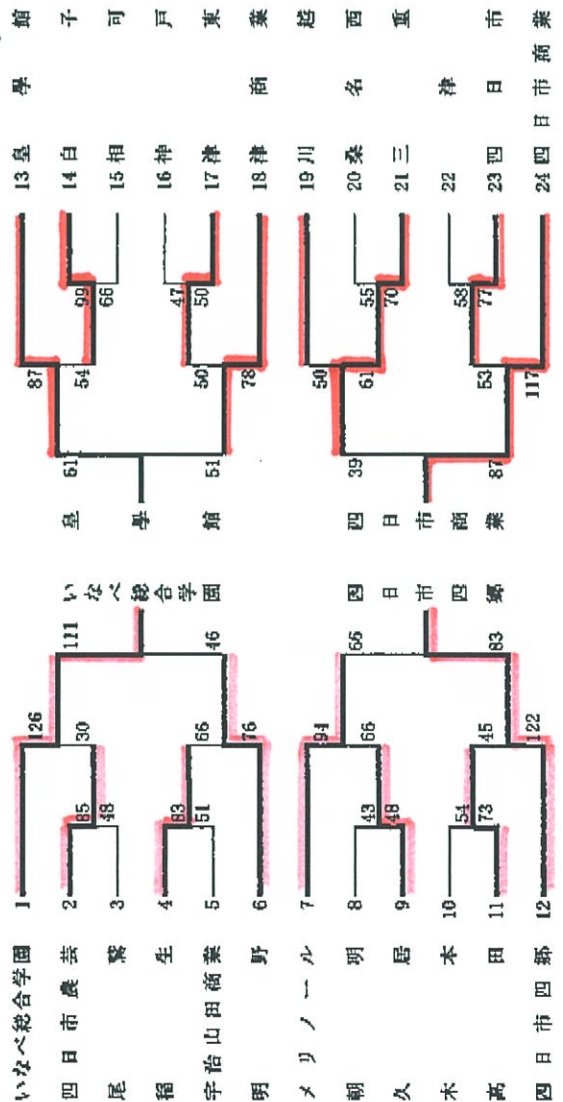 いなべ総合学園 1
四日市農芸 2
尾鷲 3
稲生 4
宇治山田商業 5
明野 6
メリノール 7
朝明 8
久居 9
木本 10
高田 11
四日市四郷 12
85
48
83
51
43
48
54
73
126
30
66
76
94
66
45
122
111
46
66
83
いなべ総合学園
四日市四郷
皇學館
四日市商業
61
51
39
87
87
54
50
78
50
61
53
117
99
66
47
50
55
70
58
77
13 皇學館
14 白子
15 相可
16 神戸
17 津東
18 津商業
19 川越
20 桑名西
21 三重
22 津
23 四日市
24 四日市商業